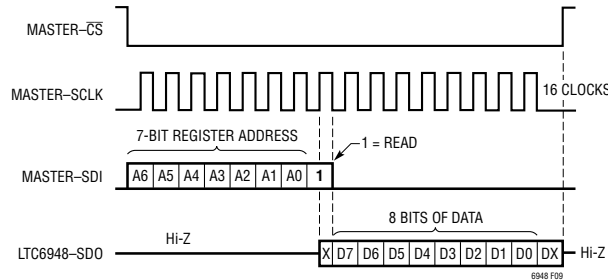 MASTER–CS
MASTER–SCLK
16 CLOCKS
7-BIT REGISTER ADDRESS
1 = READ
MASTER–SDI
A6 A5 A4 A3 A2 A1 A0 1
8 BITS OF DATA
Hi-Z
LTC6948-SDO
X D7 D6 D5 D4 D3 D2 D1 D0 DX
Hi-Z
6948 F09